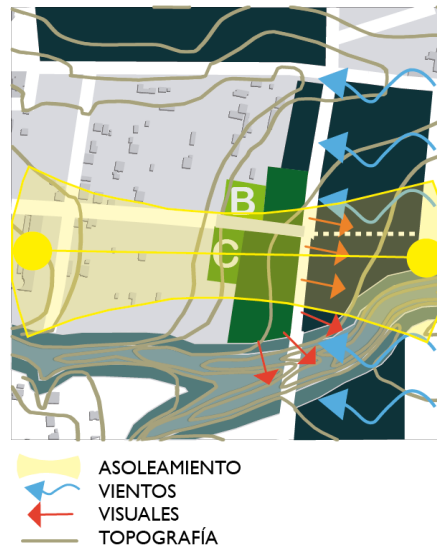 B
C
ASOLEAMIENTO
VIENTOS
VISUALES
TOPOGRAFÍA